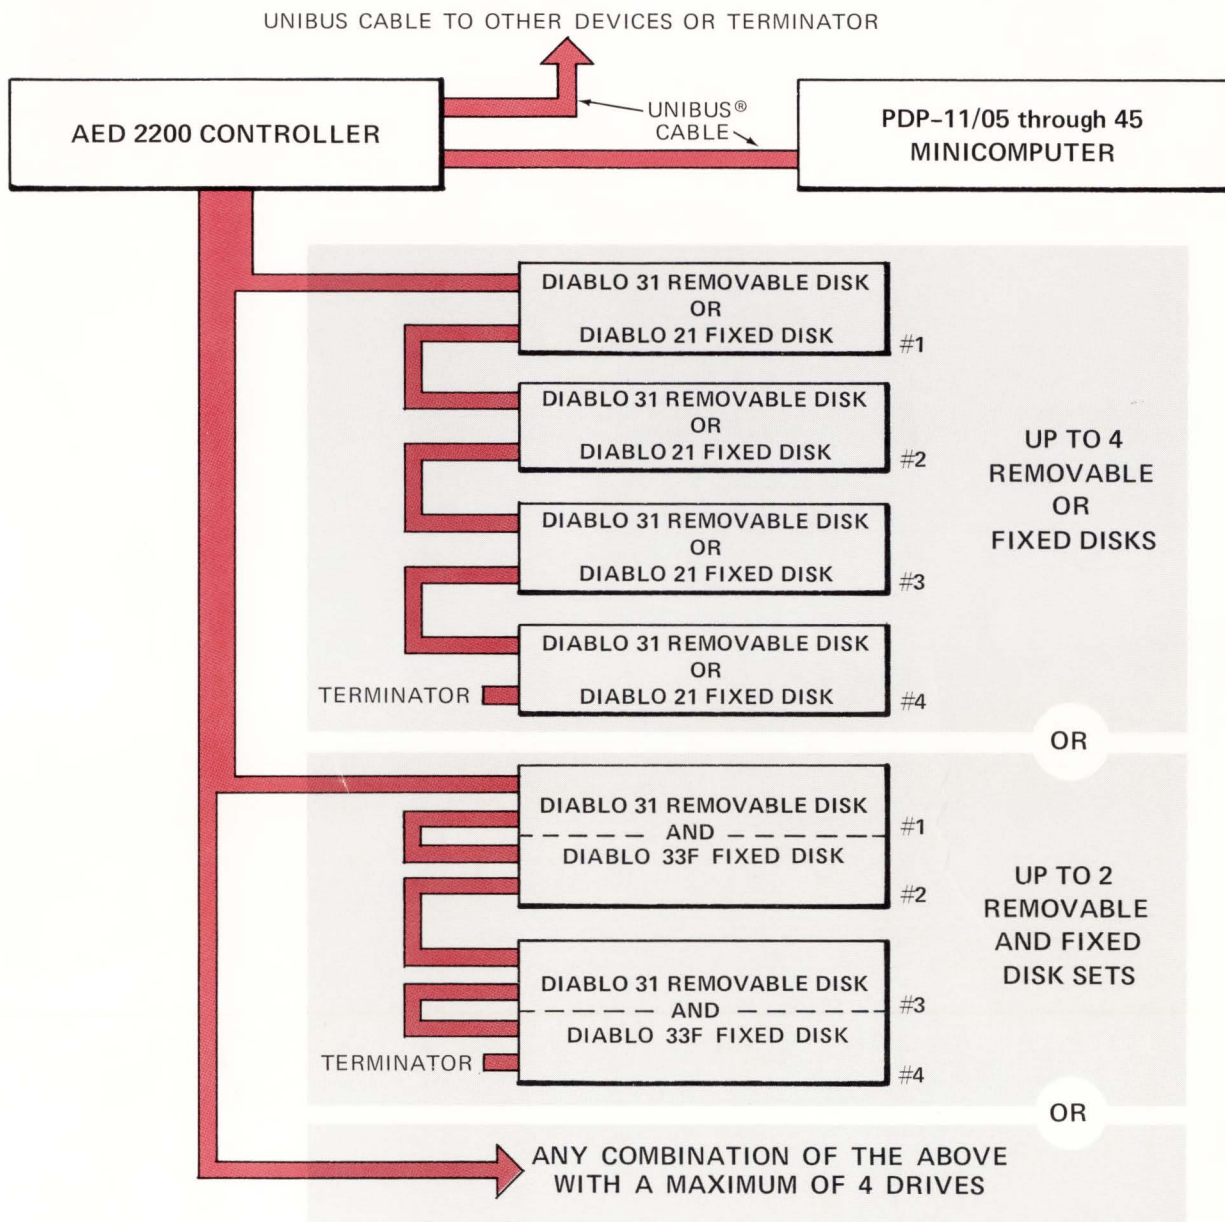 UNIBUS CABLE TO OTHER DEVICES OR TERMINATOR
AED 2200 CONTROLLER
UNIBUS®
CABLE
PDP-11/05 through 45
MINICOMPUTER
DIABLO 31 REMOVABLE DISK
OR
DIABLO 21 FIXED DISK
#1
DIABLO 31 REMOVABLE DISK
OR
DIABLO 21 FIXED DISK
#2
DIABLO 31 REMOVABLE DISK
OR
DIABLO 21 FIXED DISK
#3
DIABLO 31 REMOVABLE DISK
OR
DIABLO 21 FIXED DISK
#4
TERMINATOR
UP TO 4
REMOVABLE
OR
FIXED DISKS
OR
DIABLO 31 REMOVABLE DISK
AND
DIABLO 33F FIXED DISK
#1
#2
DIABLO 31 REMOVABLE DISK
AND
DIABLO 33F FIXED DISK
#3
#4
TERMINATOR
UP TO 2
REMOVABLE
AND FIXED
DISK SETS
OR
ANY COMBINATION OF THE ABOVE
WITH A MAXIMUM OF 4 DRIVES